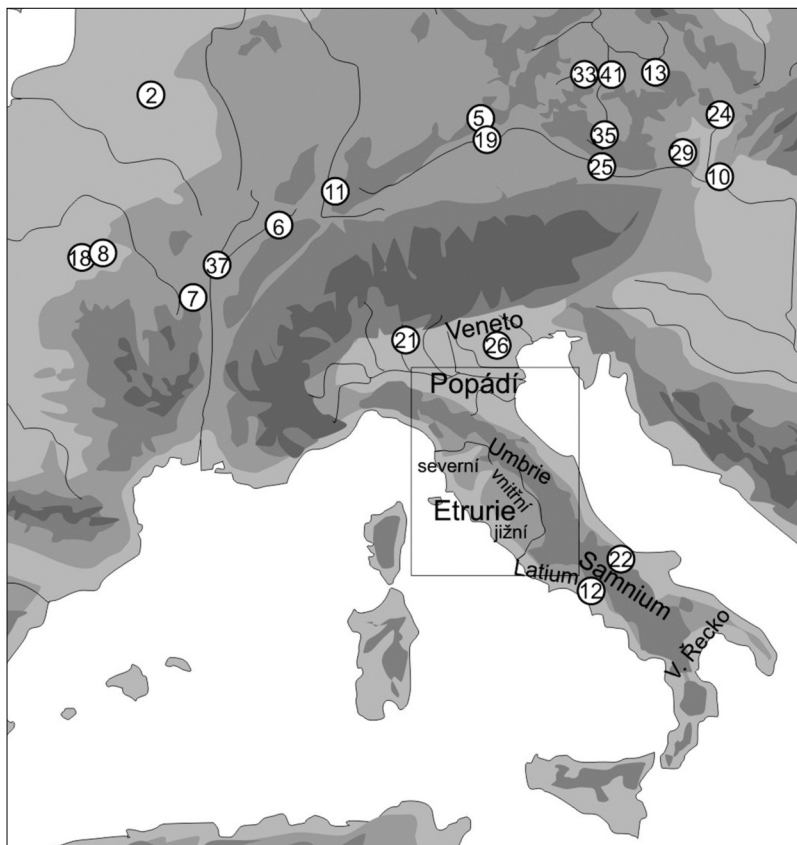 2
33
41
13
5
19
24
35
29
25
10
11
6
18
8
37
7
Veneto
21
26
Popádí
Umbrie
severní
vnitřní
Etrurie
jižní
Latium
Samnium
22
12
V. Řecko